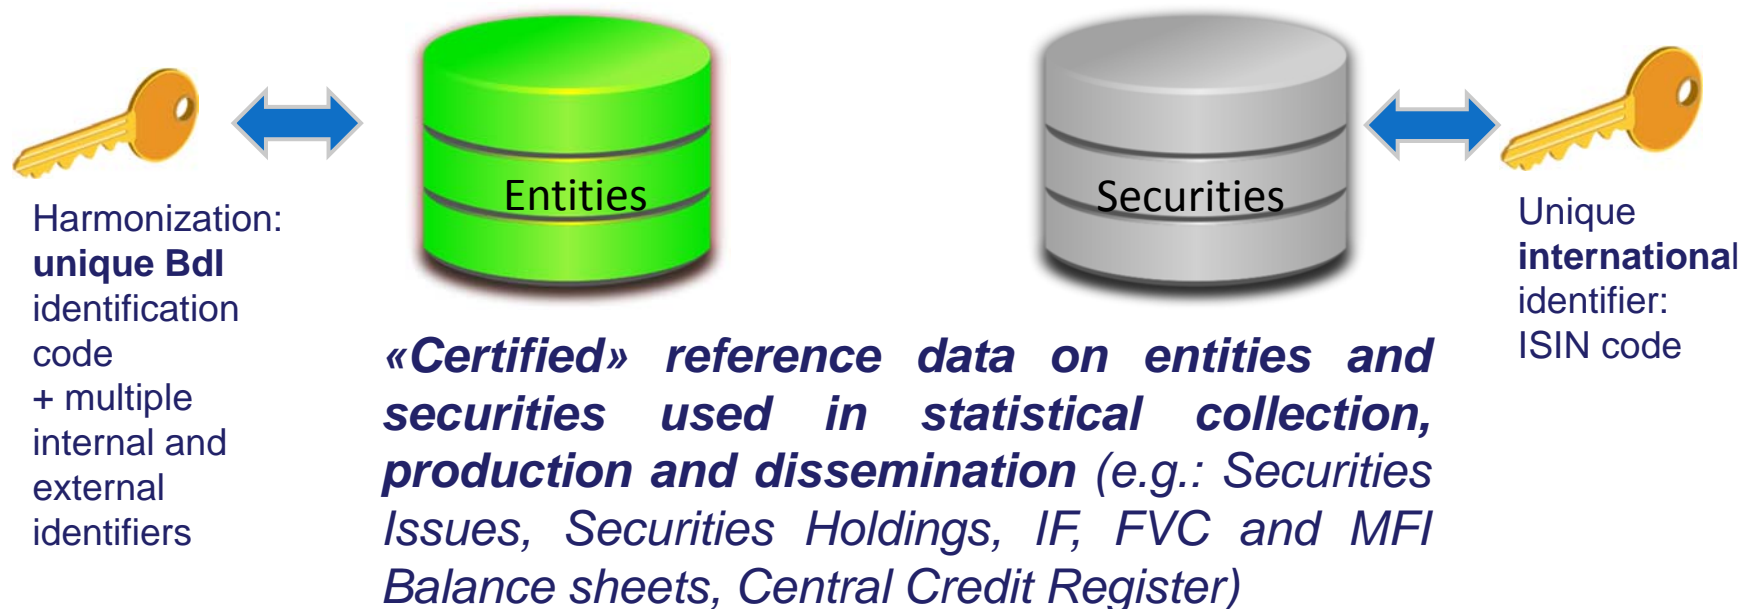 Entities
Securities
Harmonization:
unique BdI
identification
code
+ multiple
internal and
external
identifiers
«Certified» reference data on entities and
securities used in statistical collection,
production and dissemination (e.g.: Securities
Issues, Securities Holdings, IF, FVC and MFI
Balance sheets, Central Credit Register)
Unique
international
identifier:
ISIN code